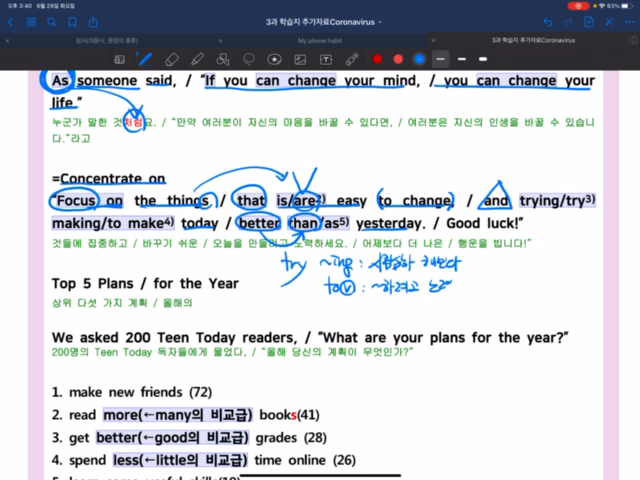 오후 3:40 6월 29일 화요일
63%
3과 학습지 추가자료Coronavirus
임시(의문사, 문장의 종류)
My phone habit
3과 학습지 추가자료Coronavirus
As someone said, / "If you can change your mind, / you can change your
life."
누군가 말한 것처럼요. / "만약 여러분이 자신의 마음을 바꿀 수 있다면, / 여러분은 자신의 인생을 바꿀 수 있습니
다."라고
=Concentrate on
"Focus on the things / that is/are2) easy to change, / and trying/try3)
making/to make4) today / better than/as5) yesterday. / Good luck!"
것들에 집중하고 / 바꾸기 쉬운 / 오늘을 만들려고 노력하세요. / 어제보다 더 나은 / 행운을 빕니다!"
try ~ing :
to ⓥ : ~하려고
Top 5 Plans / for the Year
상위 다섯 가지 계획 / 올해의
We asked 200 Teen Today readers, / "What are your plans for the year?"
200명의 Teen Today 독자들에게 물었다, / "올해 당신의 계획이 무엇인가?"
1. make new friends (72)
2. read more(←many의 비교급) books(41)
3. get better(←good의 비교급) grades (28)
4. spend less(←little의 비교급) time online (26)